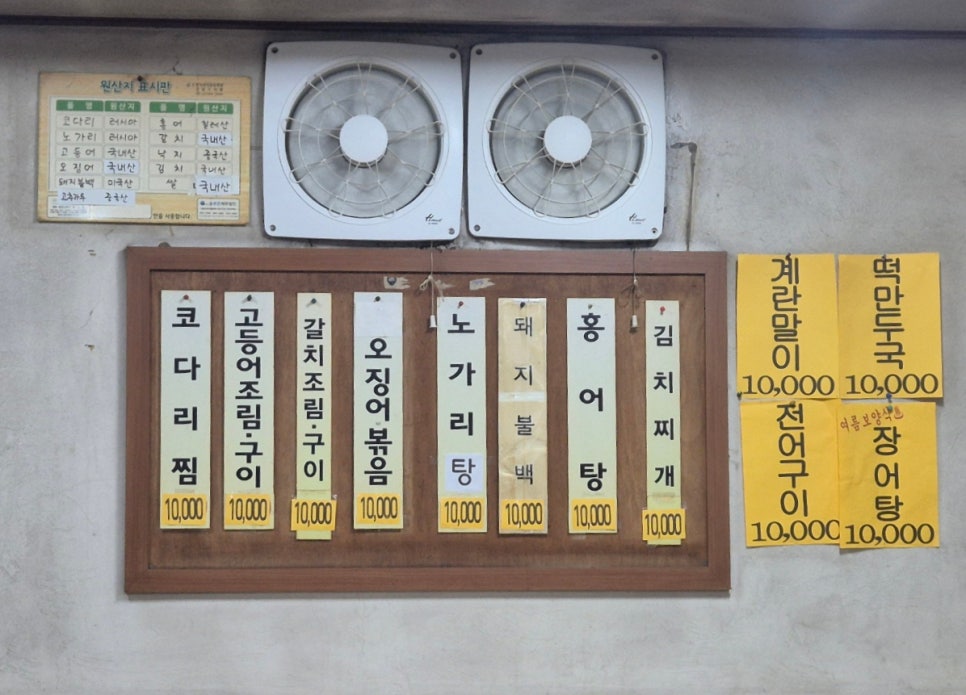 원산지 표시판
품 명 원산지 품 명 원산지
코다리 러시아 홍어 칠레산
노가리 러시아 갈치 국내산
고등어 국내산 낙지 중국산
오징어 국내산 김치 국내산
돼지불백 미국산 쌀 국내산
고추가루 중국산
만을 사용합니다.
코다리찜
10,000
고등어조림·구이
10,000
갈치조림·구이
10,000
오징어볶음
10,000
노가리탕
10,000
돼지불백
10,000
홍어탕
10,000
김치찌개
10,000
계란말이
10,000
떡만두국
10,000
전어구이
10,000
여름보양식
장어탕
10,000